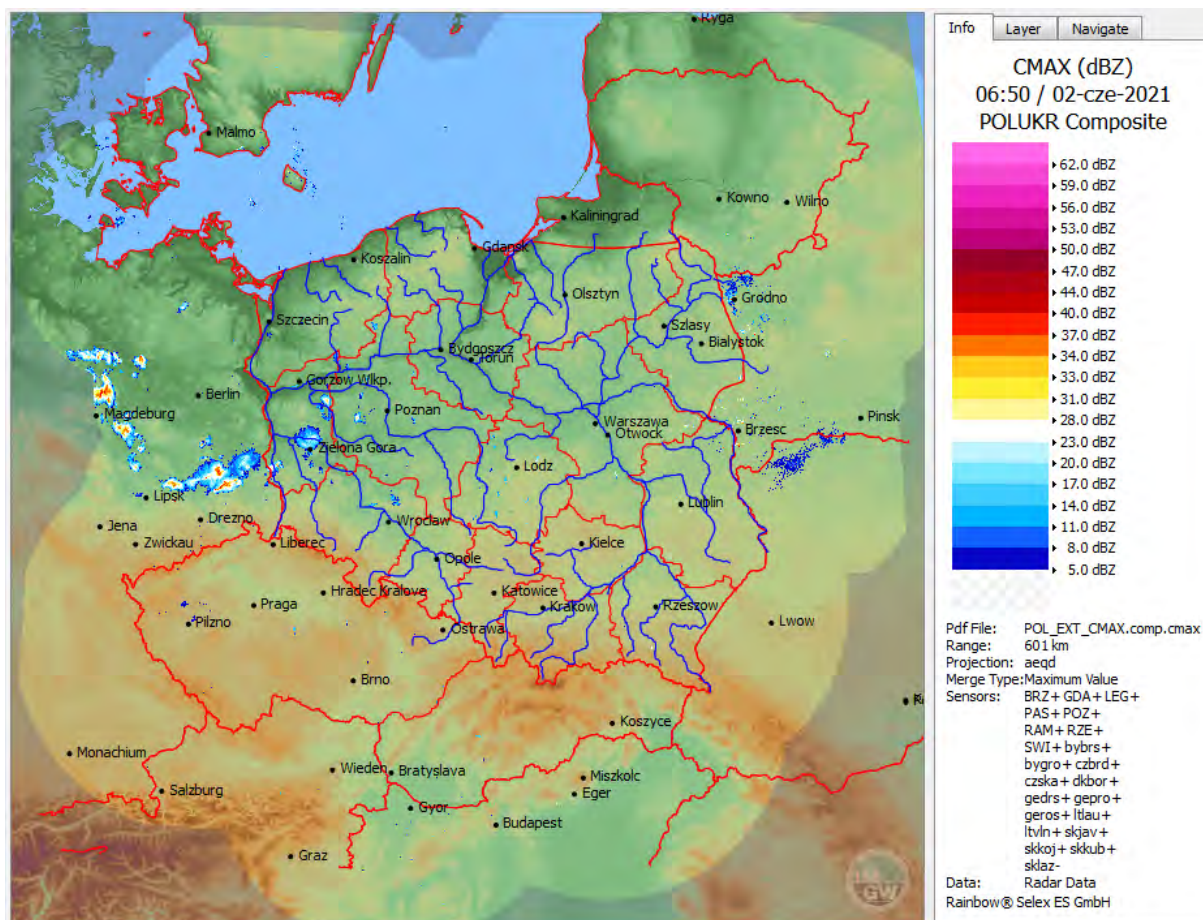 Ryga
Malmo
Kowno
Wilno
Kaliningrad
Gdansk
Koszalin
Olsztyn
Grodno
Szczecin
Szlasy
Bialystok
Bydgoszcz
Torun
Gorzow Wlkp.
Berlin
Poznan
Magdeburg
Pinsk
Warszawa
Otwock
Brzesc
Zielona Gora
Lodz
Lipsk
Lublin
Drezno
Wroclaw
Jena
Zwickau
Liberec
Kielce
Opole
Hradec Kralova
Katowice
Praga
Krakow
Rzeszow
Pilzno
Ostrawa
Lwow
Brno
Koszyce
Monachium
Wieden
Bratyslava
Miszkolc
Salzburg
Eger
Gyor
Budapest
Graz
GW
Info Layer Navigate
CMAX (dBZ)
06:50 / 02-cze-2021
POLUKR Composite
62.0 dBZ
59.0 dBZ
56.0 dBZ
53.0 dBZ
50.0 dBZ
47.0 dBZ
44.0 dBZ
40.0 dBZ
37.0 dBZ
34.0 dBZ
33.0 dBZ
31.0 dBZ
28.0 dBZ
23.0 dBZ
20.0 dBZ
17.0 dBZ
14.0 dBZ
11.0 dBZ
8.0 dBZ
5.0 dBZ
Pdf File: POL_EXT_CMAX.comp.cmax
Range: 601 km
Projection: aeqd
Merge Type: Maximum Value
Sensors: BRZ+ GDA+ LEG+
PAS+ POZ+
RAM+ RZE+
SWI+ bybrs+
bygro+ czbrd+
czska+ dkbor+
gedrs+ gepro+
geros+ ltlau+
ltvln+ skjav+
skkoj+ skkub+
sklaz-
Data: Radar Data
Rainbow® Selex ES GmbH